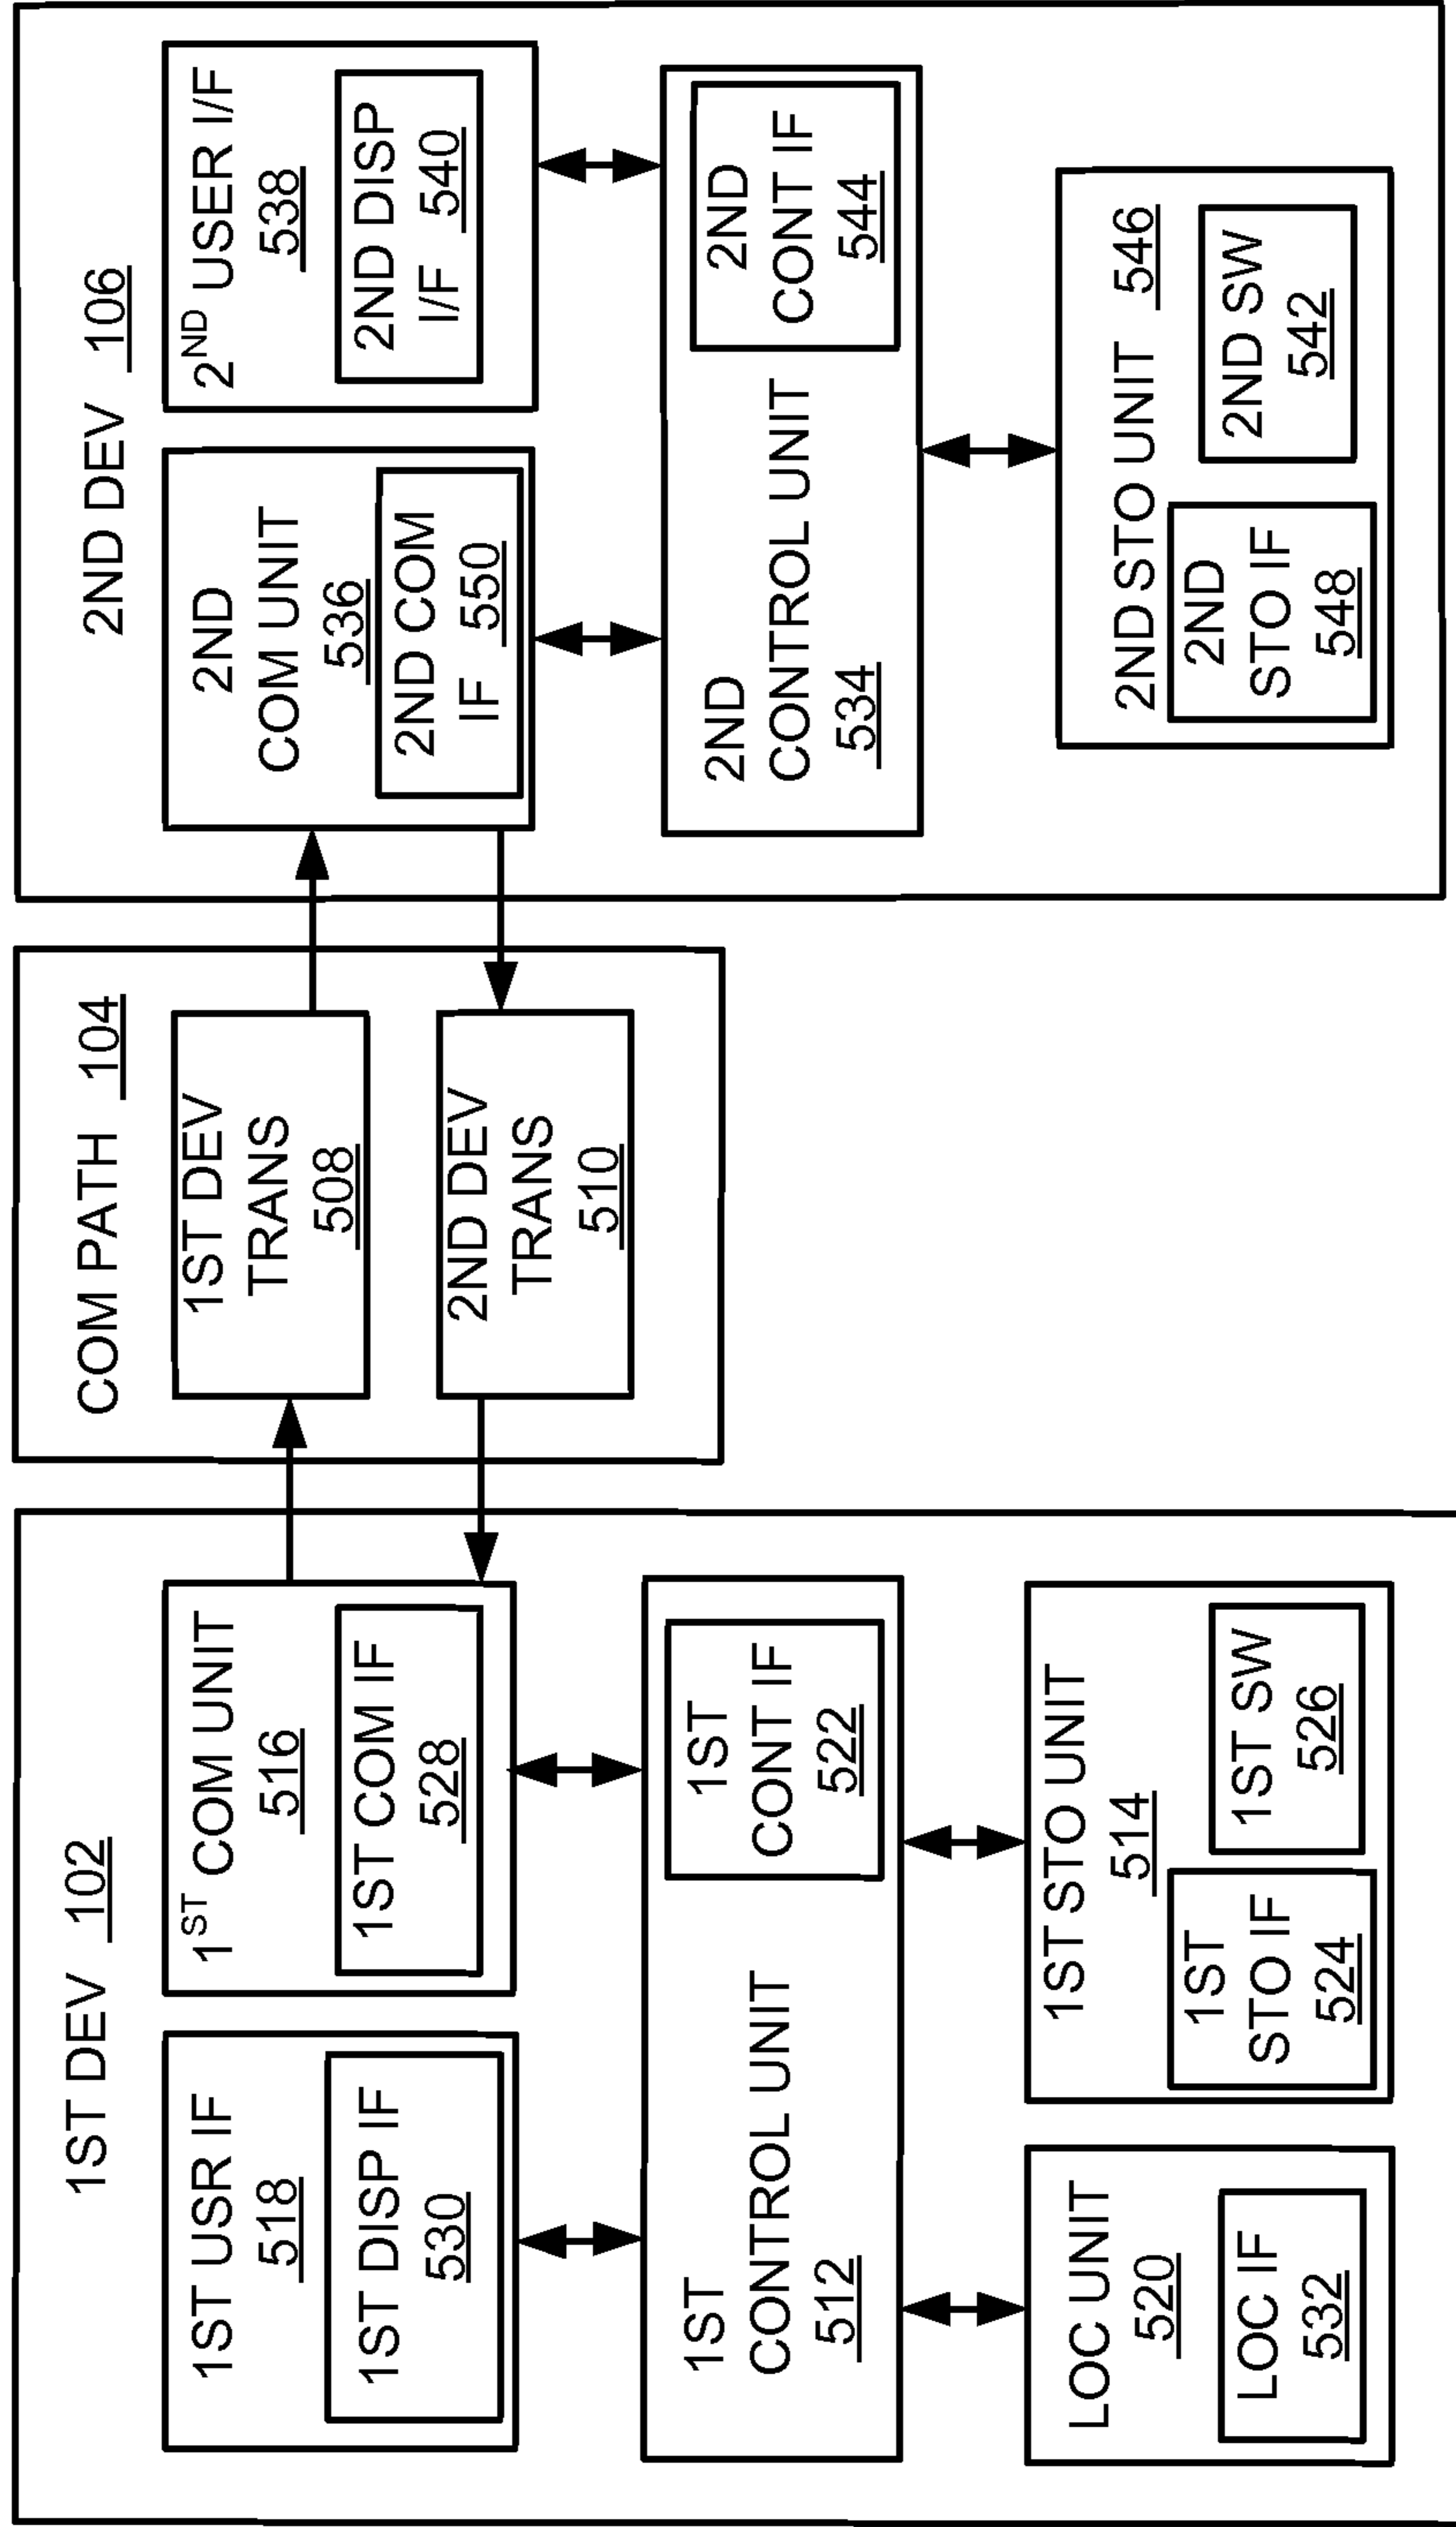 1ST DEV 102
1ST USR IF
518
1ST DISP IF
530
1ST COM UNIT
516
1ST COM IF
528
1ST
CONTROL UNIT
512
1ST
CONT IF
522
LOC UNIT
520
LOC IF
532
1ST STO UNIT
514
1ST
STO IF
524
1ST SW
526
COM PATH 104
1ST DEV
TRANS
508
2ND DEV
TRANS
510
2ND DEV 106
2ND
COM UNIT
536
2ND COM
IF 550
2ND USER I/F
538
2ND DISP
I/F 540
2ND
CONTROL UNIT
534
2ND
CONT IF
544
2ND STO UNIT 546
2ND
STO IF
548
2ND SW
542